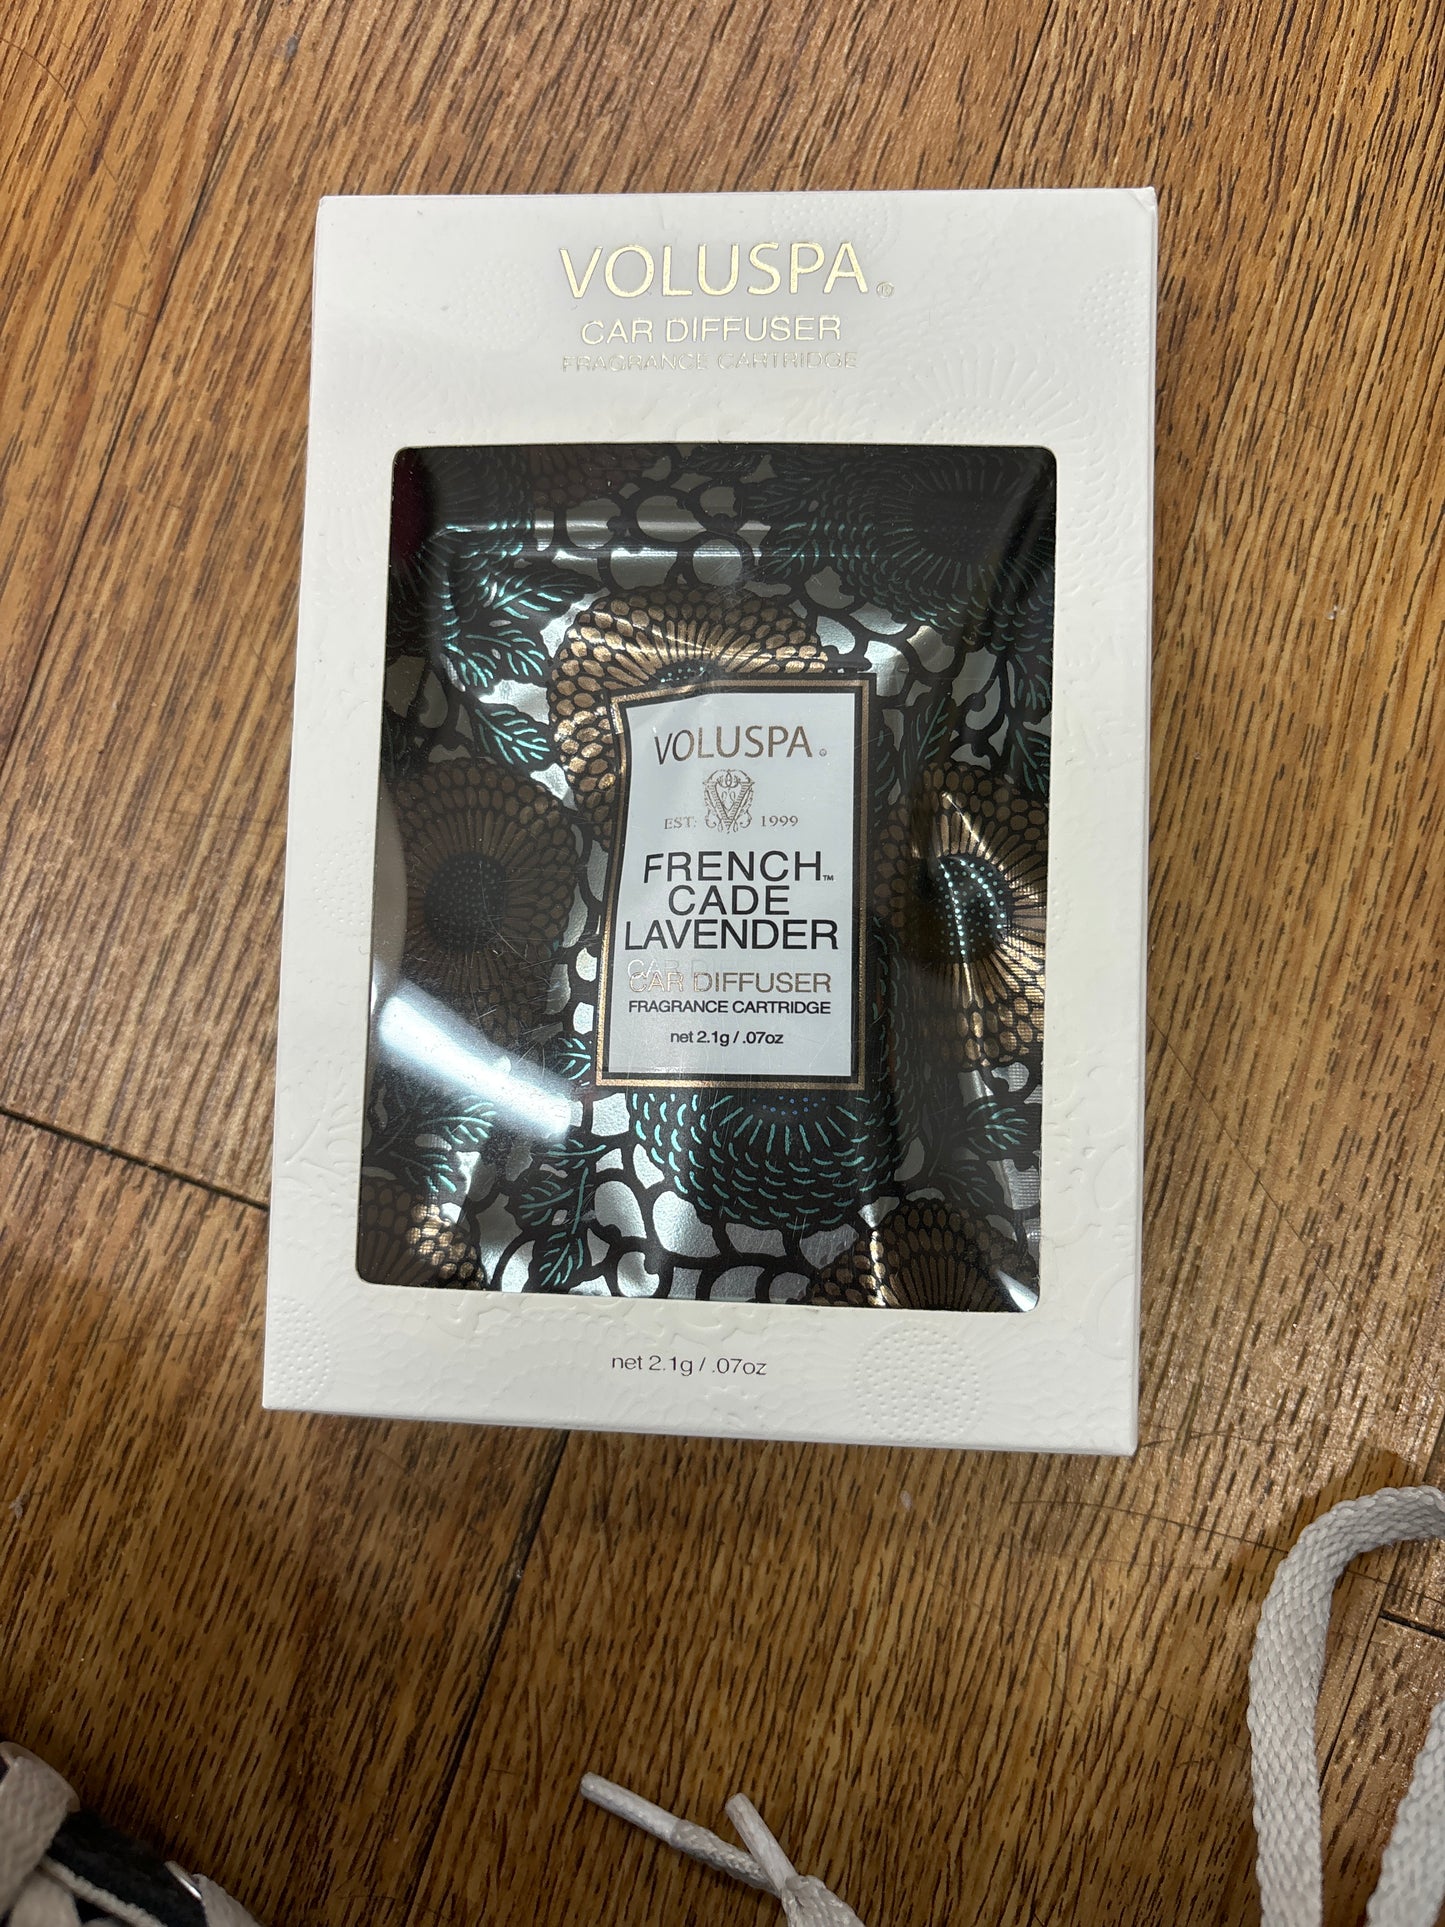 VOLUSPA®
CAR DIFFUSER
FRAGRANCE CARTRIDGE
VOLUSPA®
EST. 1999
FRENCH™
CADE
LAVENDER
CAR DIFFUSER
FRAGRANCE CARTRIDGE
net 2.1g / .07oz
net 2.1g / .07oz